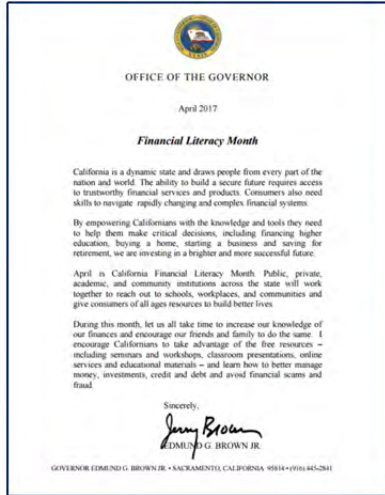 OFFICE OF THE GOVERNOR
April 2017
Financial Literacy Month
California is a dynamic state and draws people from every part of the
nation and world. The ability to build a secure future requires access
to trustworthy financial services and products. Consumers also need
skills to navigate rapidly changing and complex financial systems.
By empowering Californians with the knowledge and tools they need
to help them make critical decisions, including financing higher
education, buying a home, starting a business and saving for
retirement, we are investing in a brighter and more successful future.
April is California Financial Literacy Month. Public, private,
academic, and community institutions across the state will work
together to reach out to schools, workplaces, and communities and
give consumers of all ages resources to build better lives.
During this month, let us all take time to increase our knowledge of
our finances and encourage our friends and family to do the same. I
encourage Californians to take advantage of the free resources –
including seminars and workshops, classroom presentations, online
services and educational materials – and learn how to better manage
money, investments, credit and debt and avoid financial scams and
fraud.
Sincerely,
Jerry Brown
EDMUND G. BROWN JR.
GOVERNOR EDMUND G. BROWN JR. • SACRAMENTO, CALIFORNIA 95814 • (916) 445-2841